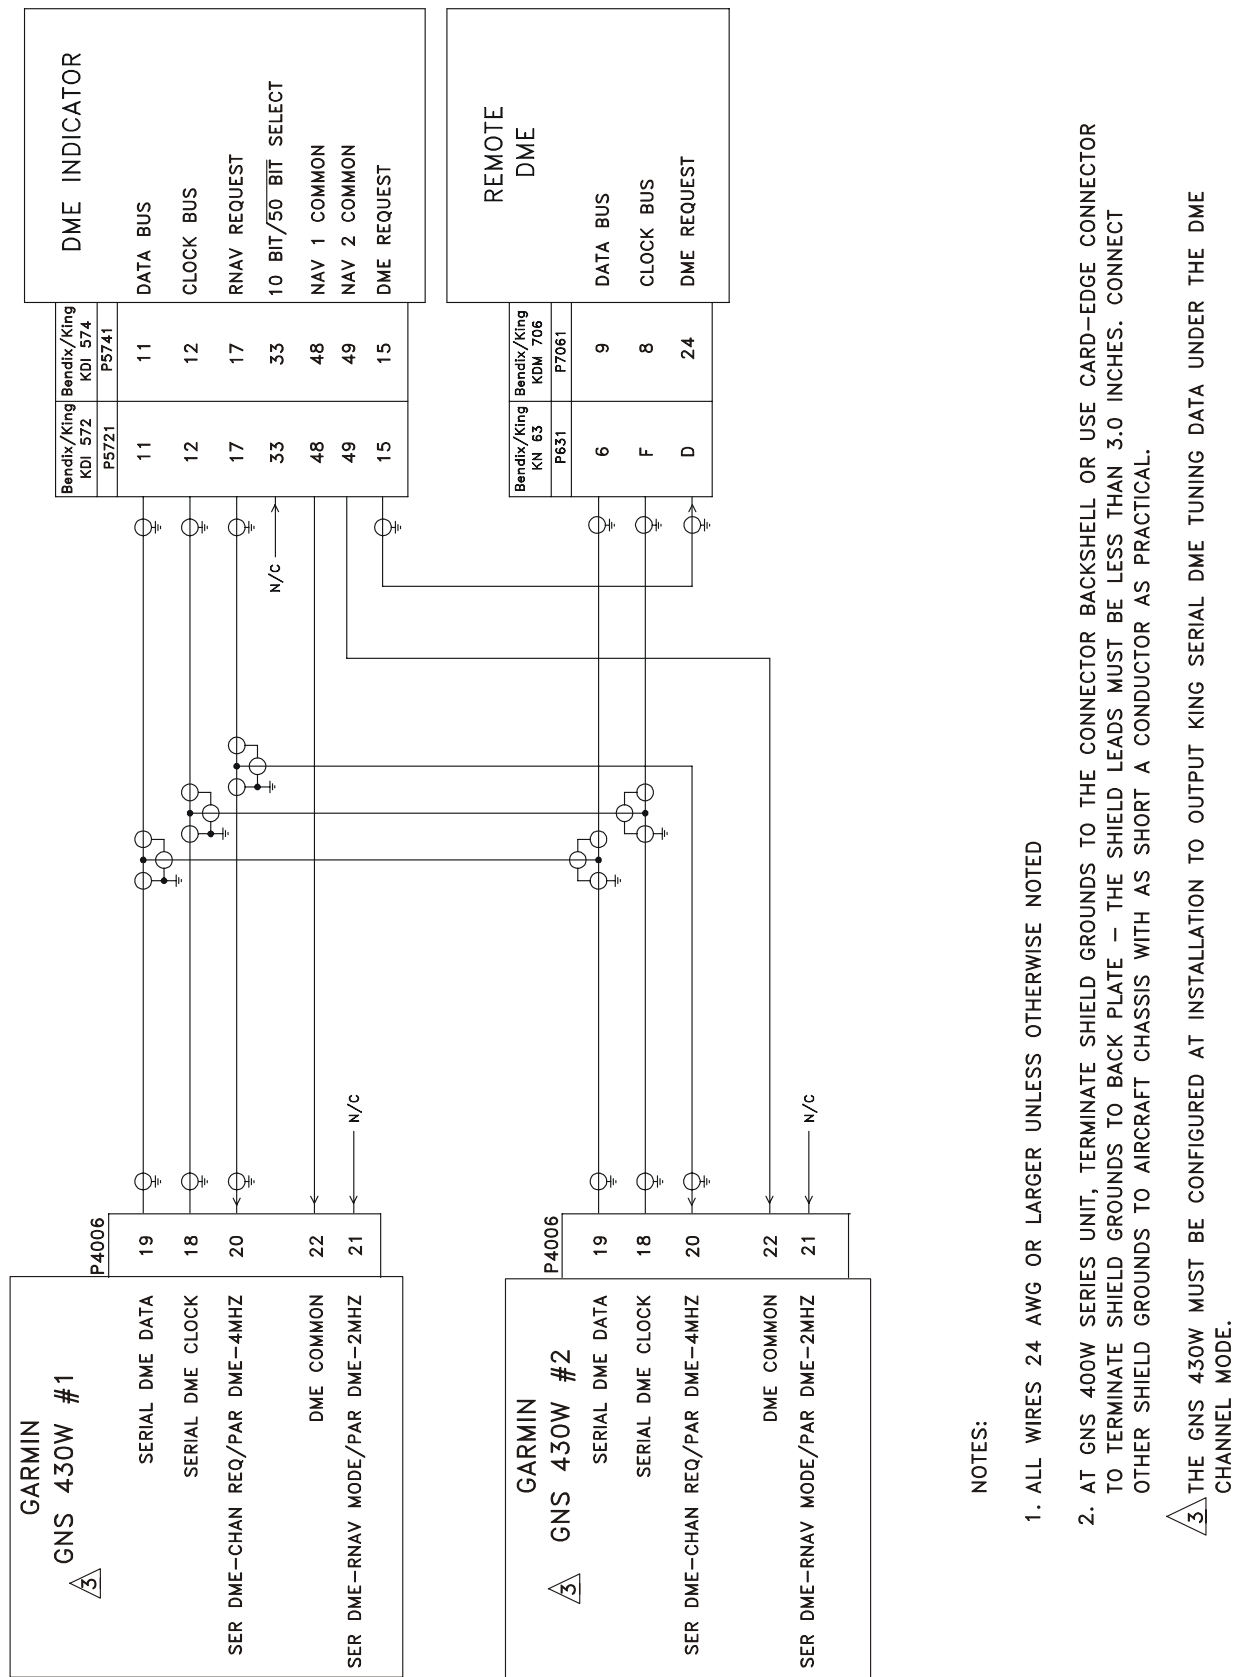 GARMIN
GNS 430W #1
3
P4006
SERIAL DME DATA 19
SERIAL DME CLOCK 18
SER DME-CHAN REQ/PAR DME-4MHZ 20
DME COMMON 22
SER DME-RNAV MODE/PAR DME-2MHZ 21
N/C
N/C
DME INDICATOR
Bendix/King KDI 572 P5721
Bendix/King KDI 574 P5741
11 11 DATA BUS
12 12 CLOCK BUS
17 17 RNAV REQUEST
33 33 10 BIT/50 BIT SELECT
48 48 NAV 1 COMMON
49 49 NAV 2 COMMON
15 15 DME REQUEST
GARMIN
GNS 430W #2
3
P4006
SERIAL DME DATA 19
SERIAL DME CLOCK 18
SER DME-CHAN REQ/PAR DME-4MHZ 20
DME COMMON 22
SER DME-RNAV MODE/PAR DME-2MHZ 21
N/C
REMOTE
DME
Bendix/King KN 63 P631
Bendix/King KDM 706 P7061
6 9 DATA BUS
F 8 CLOCK BUS
D 24 DME REQUEST
NOTES:
1. ALL WIRES 24 AWG OR LARGER UNLESS OTHERWISE NOTED
2. AT GNS 400W SERIES UNIT, TERMINATE SHIELD GROUNDS TO THE CONNECTOR BACKSHELL OR USE CARD-EDGE CONNECTOR
TO TERMINATE SHIELD GROUNDS TO BACK PLATE – THE SHIELD LEADS MUST BE LESS THAN 3.0 INCHES. CONNECT
OTHER SHIELD GROUNDS TO AIRCRAFT CHASSIS WITH AS SHORT A CONDUCTOR AS PRACTICAL.
3 THE GNS 430W MUST BE CONFIGURED AT INSTALLATION TO OUTPUT KING SERIAL DME TUNING DATA UNDER THE DME
CHANNEL MODE.